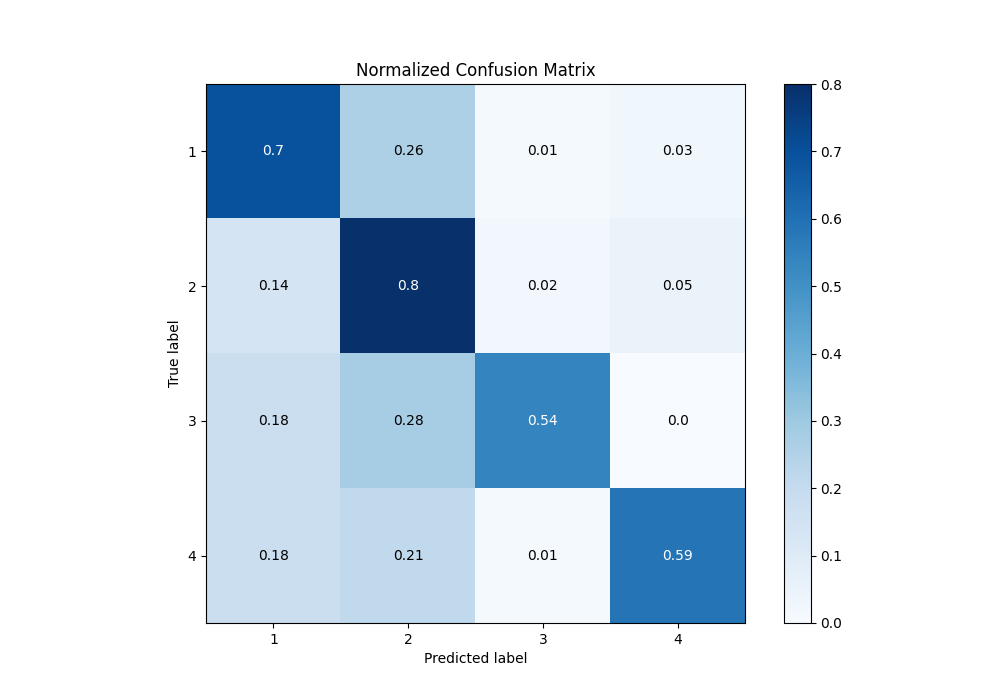 Normalized Confusion Matrix
1 0.7 0.26 0.01 0.03
2 0.14 0.8 0.02 0.05
3 0.18 0.28 0.54 0.0
4 0.18 0.21 0.01 0.59
1 2 3 4
True label
Predicted label
0.8
0.7
0.6
0.5
0.4
0.3
0.2
0.1
0.0